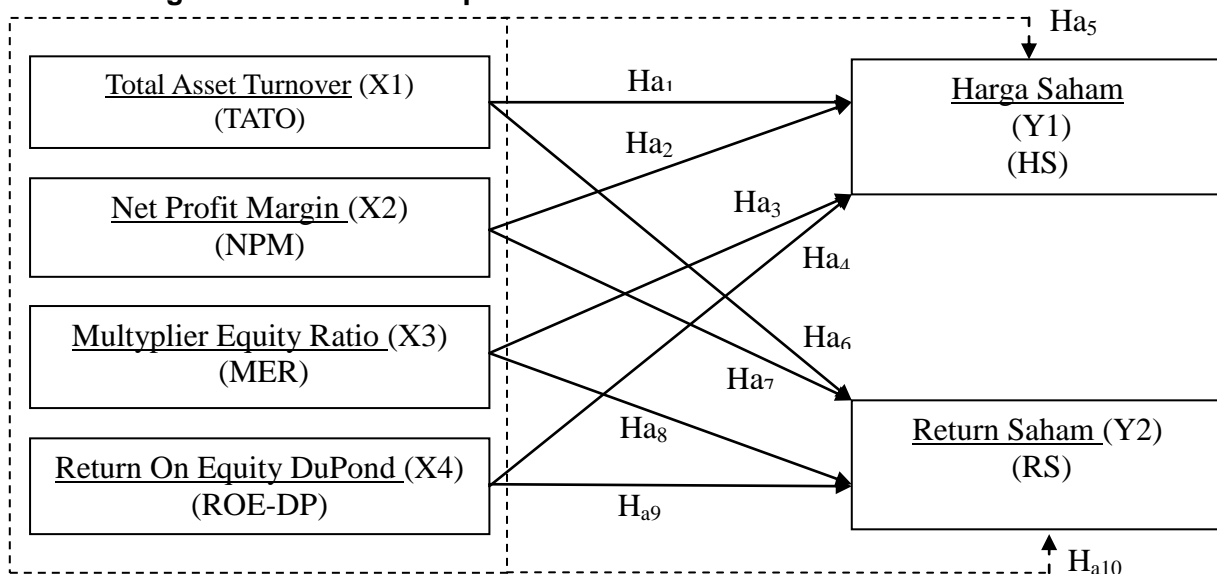 Ha₅
Total Asset Turnover (X1)
(TATO)
Ha₁
Harga Saham
(Y1)
(HS)
Ha₂
Net Profit Margin (X2)
(NPM)
Ha₃
Ha₄
Multyplier Equity Ratio (X3)
(MER)
Ha₆
Ha₇
Ha₈
Return On Equity DuPond (X4)
(ROE-DP)
Return Saham (Y2)
(RS)
Hₐ₉
Hₐ₁₀